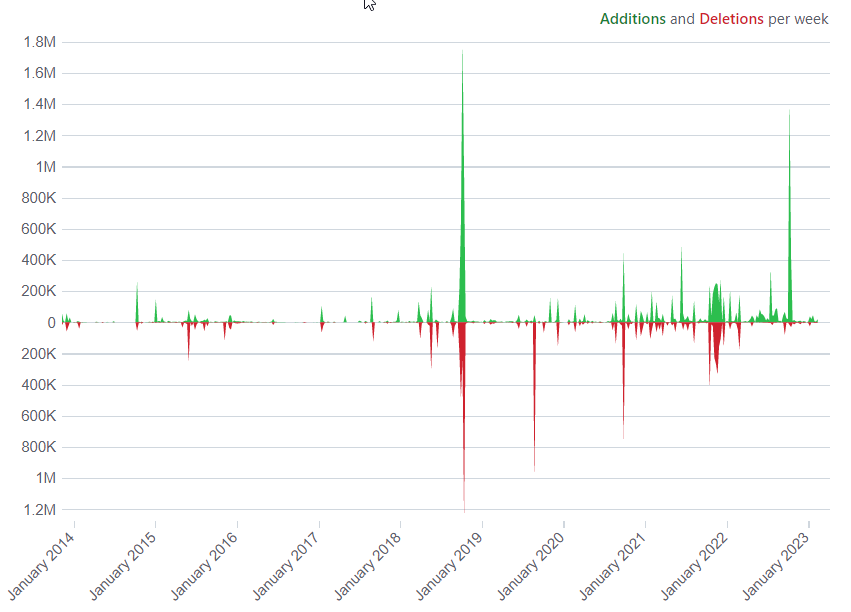 Additions and Deletions per week
1.8M
1.6M
1.4M
1.2M
1M
800K
600K
400K
200K
0
200K
400K
600K
800K
1M
1.2M
January 2014
January 2015
January 2016
January 2017
January 2018
January 2019
January 2020
January 2021
January 2022
January 2023